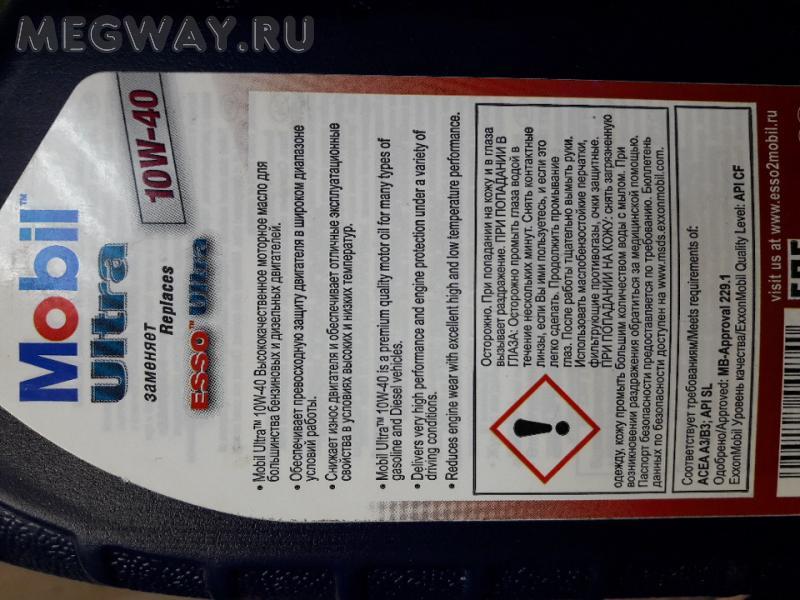 MEGWAY.RU
Mobil™
Ultra
10W-40
заменяет
Replaces
ESSO™ Ultra
• Mobil Ultra™ 10W-40 Высококачественное моторное масло для
большинства бензиновых и дизельных двигателей.
• Обеспечивает превосходную защиту двигателя в широком диапазоне
условий работы.
• Снижает износ двигателя и обеспечивает отличные эксплуатационные
свойства в условиях высоких и низких температур.
• Mobil Ultra™ 10W-40 is a premium quality motor oil for many types of
gasoline and Diesel vehicles.
• Delivers very high performance and engine protection under a variety of
driving conditions.
• Reduces engine wear with excellent high and low temperature performance.
Осторожно. При попадании на кожу и в глаза
вызывает раздражение. ПРИ ПОПАДАНИИ В
ГЛАЗА: Осторожно промыть глаза водой в
течение нескольких минут. Снять контактные
линзы, если Вы ими пользуетесь, и если это
легко сделать. Продолжить промывание
глаз. После работы тщательно вымыть руки.
Использовать маслобензостойкие перчатки,
фильтрующие противогазы, очки защитные.
ПРИ ПОПАДАНИИ НА КОЖУ: снять загрязненную
одежду, кожу промыть большим количеством воды с мылом. При
возникновении раздражения обратиться за медицинской помощью.
Паспорт безопасности предоставляется по требованию. Бюллетень
данных по безопасности доступен на www.msds.exxonmobil.com.
Соответствует требованиям/Meets requirements of:
ACEA A3/B3; API SL
Одобрено/Approved: MB-Approval 229.1
ExxonMobil Уровень качества/ExxonMobil Quality Level: API CF
visit us at www.esso2mobil.ru